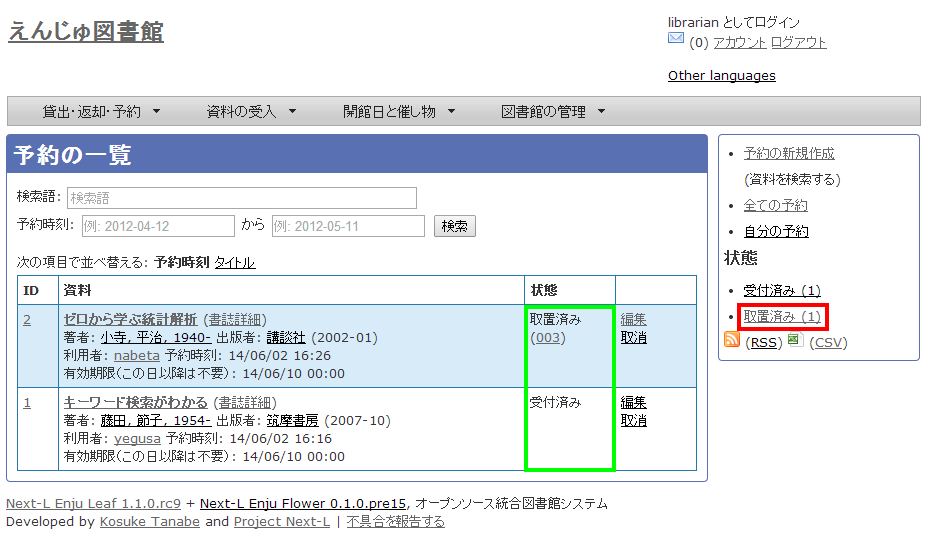 えんじゅ図書館
librarian としてログイン
(0) アカウント ログアウト
Other languages
貸出・返却・予約 ▼ 資料の受入 ▼ 開館日と催し物 ▼ 図書館の管理 ▼
予約の一覧
検索語: 検索語
予約時刻: 例: 2012-04-12 から 例: 2012-05-11 検索
次の項目で並べ替える: 予約時刻 タイトル
ID 資料 状態
2 ゼロから学ぶ統計解析 (書誌詳細) 取置済み 編集
著者: 小寺, 平治, 1940- 出版者: 講談社 (2002-01) (003) 取消
利用者: nabeta 予約時刻: 14/06/02 16:26
有効期限(この日以降は不要): 14/06/10 00:00
1 キーワード検索がわかる (書誌詳細) 受付済み 編集
著者: 藤田, 節子, 1954- 出版者: 筑摩書房 (2007-10) 取消
利用者: yegusa 予約時刻: 14/06/02 16:16
有効期限(この日以降は不要): 14/06/10 00:00
• 予約の新規作成
(資料を検索する)
• 全ての予約
• 自分の予約
状態
• 受付済み (1)
• 取置済み (1)
(RSS) (CSV)
Next-L Enju Leaf 1.1.0.rc9 + Next-L Enju Flower 0.1.0.pre15, オープンソース統合図書館システム
Developed by Kosuke Tanabe and Project Next-L | 不具合を報告する